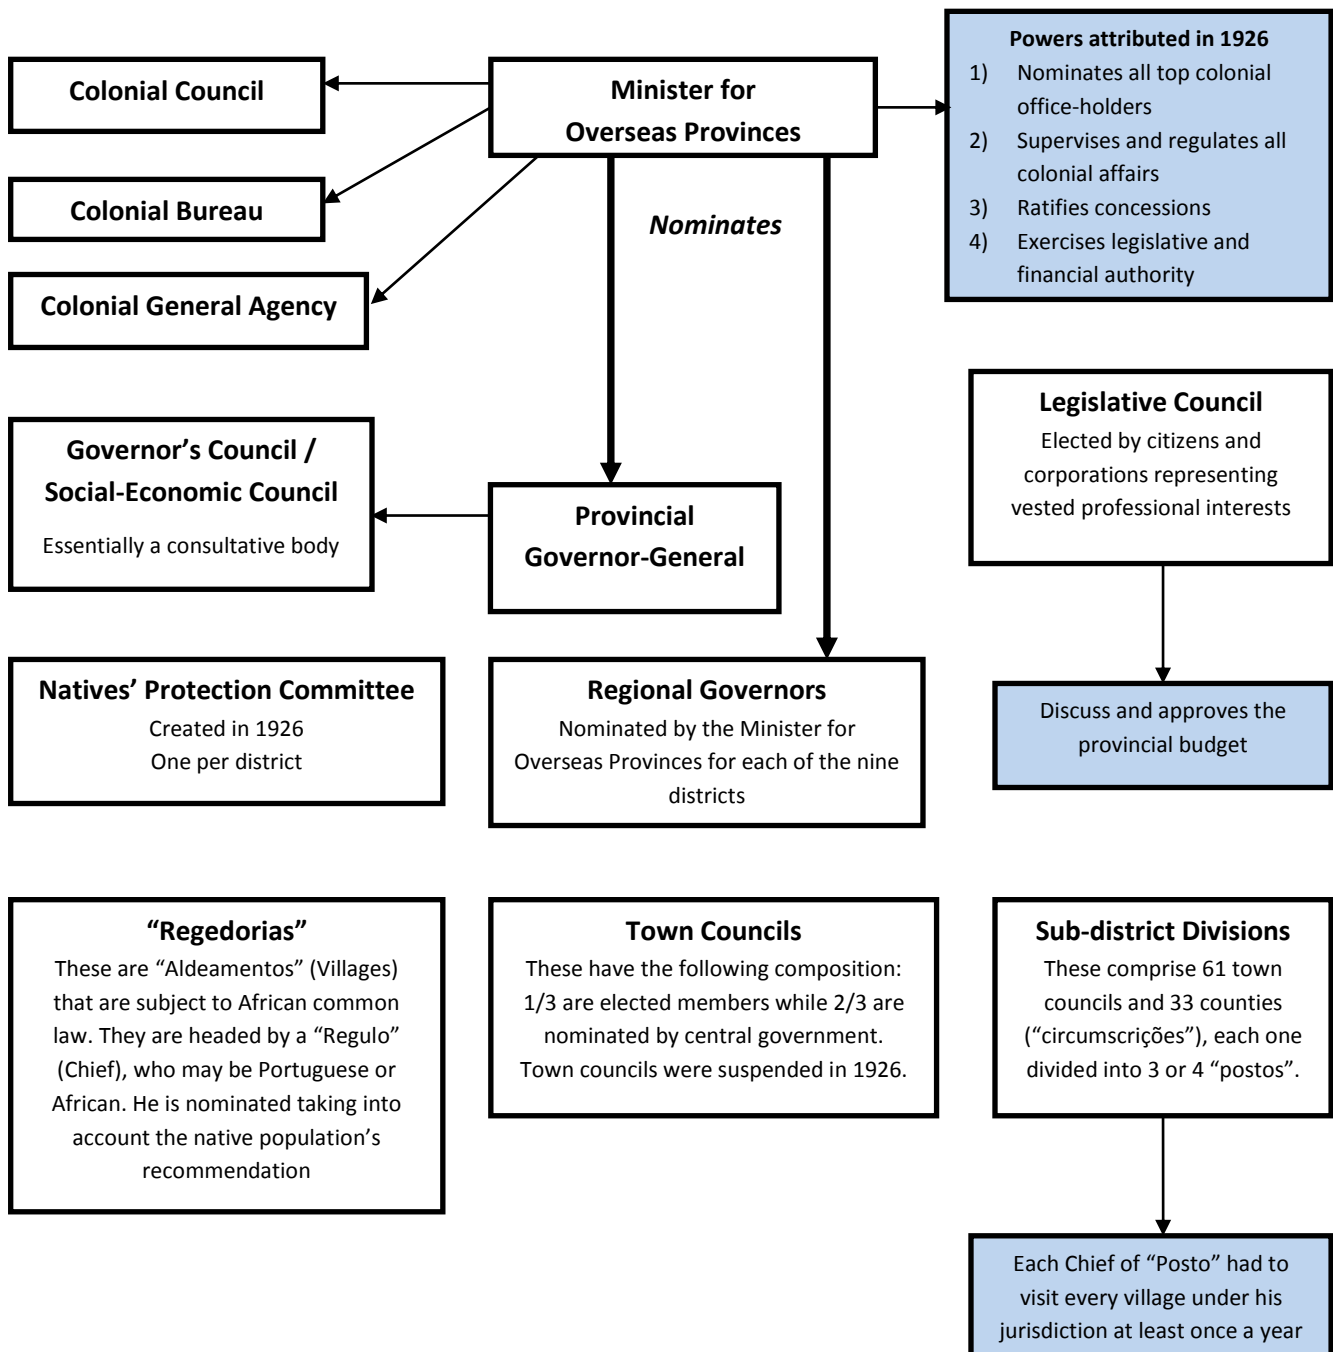 Powers attributed in 1926
1) Nominates all top colonial
office-holders
2) Supervises and regulates all
colonial affairs
3) Ratifies concessions
4) Exercises legislative and
financial authority
Minister for
Overseas Provinces
Colonial Council
Colonial Bureau
Nominates
Colonial General Agency
Legislative Council
Elected by citizens and
corporations representing
vested professional interests
Governor’s Council /
Social-Economic Council
Essentially a consultative body
Provincial
Governor-General
Natives’ Protection Committee
Created in 1926
One per district
Regional Governors
Nominated by the Minister for
Overseas Provinces for each of the nine
districts
Discuss and approves the
provincial budget
“Regedorias”
These are “Aldeamentos” (Villages)
that are subject to African common
law. They are headed by a “Regulo”
(Chief), who may be Portuguese or
African. He is nominated taking into
account the native population’s
recommendation
Town Councils
These have the following composition:
1/3 are elected members while 2/3 are
nominated by central government.
Town councils were suspended in 1926.
Sub-district Divisions
These comprise 61 town
councils and 33 counties
(“circumscrições”), each one
divided into 3 or 4 “postos”.
Each Chief of “Posto” had to
visit every village under his
jurisdiction at least once a year